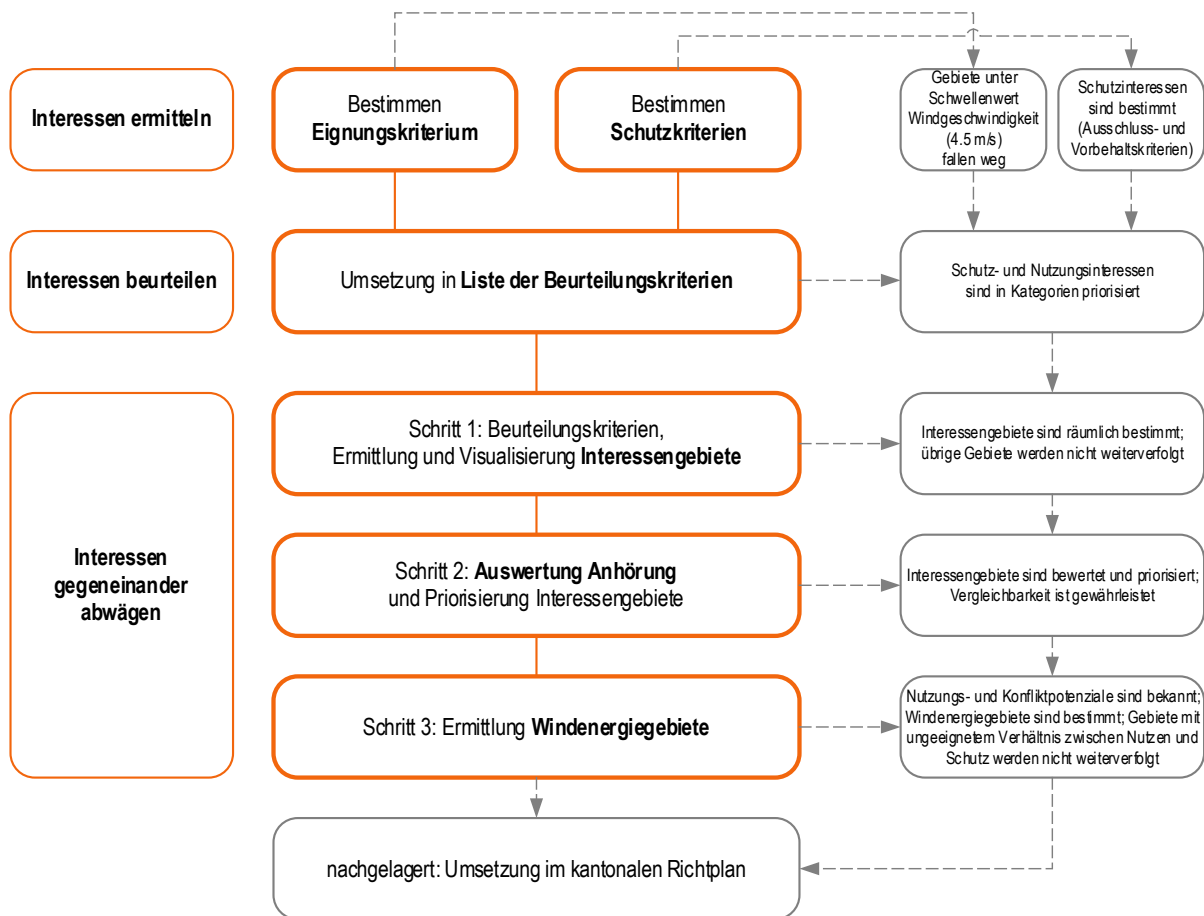 Interessen ermitteln
Bestimmen
Eignungskriterium
Bestimmen
Schutzkriterien
Gebiete unter
Schwellenwert
Windgeschwindigkeit
(4.5 m/s)
fallen weg
Schutzinteressen
sind bestimmt
(Ausschluss- und
Vorbehaltskriterien)
Interessen beurteilen
Umsetzung in Liste der Beurteilungskriterien
Schutz- und Nutzungsinteressen
sind in Kategorien priorisiert
Interessen
gegeneinander
abwägen
Schritt 1: Beurteilungskriterien,
Ermittlung und Visualisierung Interessengebiete
Interessengebiete sind räumlich bestimmt;
übrige Gebiete werden nicht weiterverfolgt
Schritt 2: Auswertung Anhörung
und Priorisierung Interessengebiete
Interessengebiete sind bewertet und priorisiert;
Vergleichbarkeit ist gewährleistet
Schritt 3: Ermittlung Windenergiegebiete
Nutzungs- und Konfliktpotenziale sind bekannt;
Windenergiegebiete sind bestimmt; Gebiete mit
ungeeignetem Verhältnis zwischen Nutzen und
Schutz werden nicht weiterverfolgt
nachgelagert: Umsetzung im kantonalen Richtplan